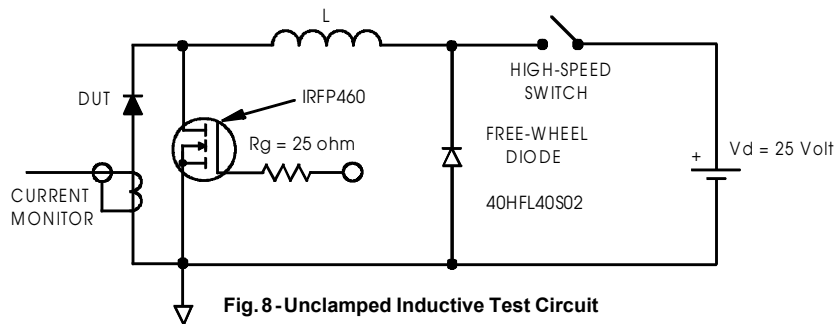 L
HIGH-SPEED
SWITCH
DUT
IRFP460
Rg = 25 ohm
FREE-WHEEL
DIODE
40HFL40S02
+
Vd = 25 Volt
CURRENT
MONITOR
Fig. 8 - Unclamped Inductive Test Circuit